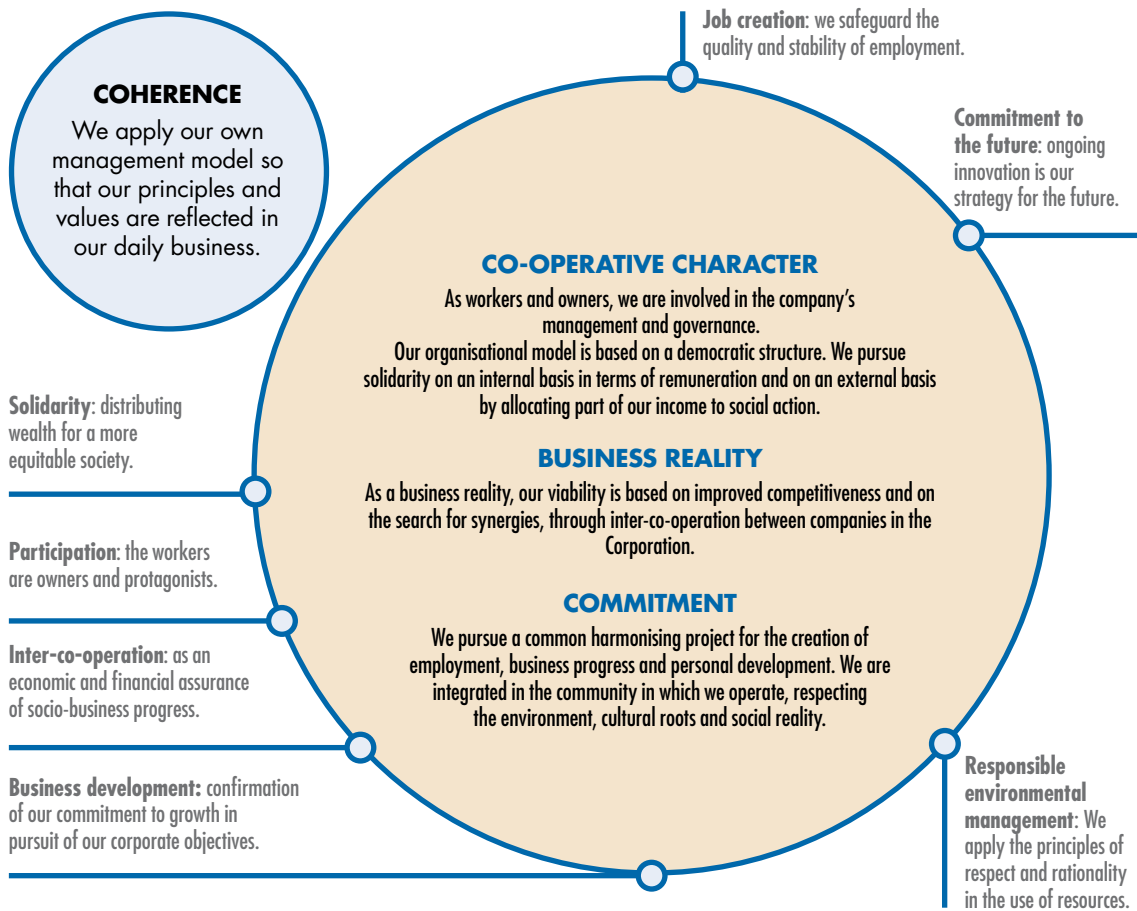 Job creation: we safeguard the
quality and stability of employment.
COHERENCE
We apply our own
management model so
that our principles and
values are reflected in
our daily business.
Commitment to
the future: ongoing
innovation is our
strategy for the future.
CO-OPERATIVE CHARACTER
As workers and owners, we are involved in the company's
management and governance.
Our organisational model is based on a democratic structure. We pursue
solidarity on an internal basis in terms of remuneration and on an external basis
by allocating part of our income to social action.
BUSINESS REALITY
As a business reality, our viability is based on improved competitiveness and on
the search for synergies, through inter-co-operation between companies in the
Corporation.
COMMITMENT
We pursue a common harmonising project for the creation of
employment, business progress and personal development. We are
integrated in the community in which we operate, respecting
the environment, cultural roots and social reality.
Solidarity: distributing
wealth for a more
equitable society.
Participation: the workers
are owners and protagonists.
Inter-co-operation: as an
economic and financial assurance
of socio-business progress.
Business development: confirmation
of our commitment to growth in
pursuit of our corporate objectives.
Responsible
environmental
management: We
apply the principles of
respect and rationality
in the use of resources.